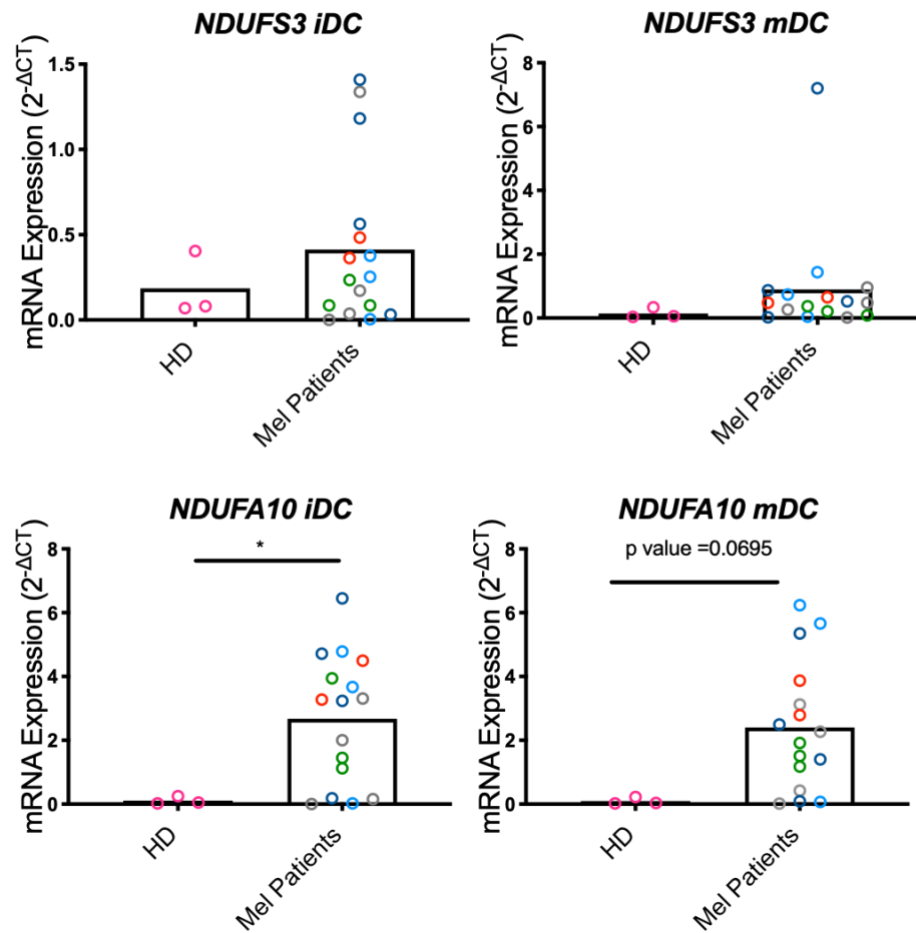 NDUFS3 iDC
mRNA Expression (2-ΔCT)
1.5
1.0
0.5
0.0
HD
Mel Patients
NDUFS3 mDC
mRNA Expression (2-ΔCT)
8
6
4
2
0
HD
Mel Patients
NDUFA10 iDC
mRNA Expression (2-ΔCT)
*
8
6
4
2
0
HD
Mel Patients
NDUFA10 mDC
mRNA Expression (2-ΔCT)
p value =0.0695
8
6
4
2
0
HD
Mel Patients